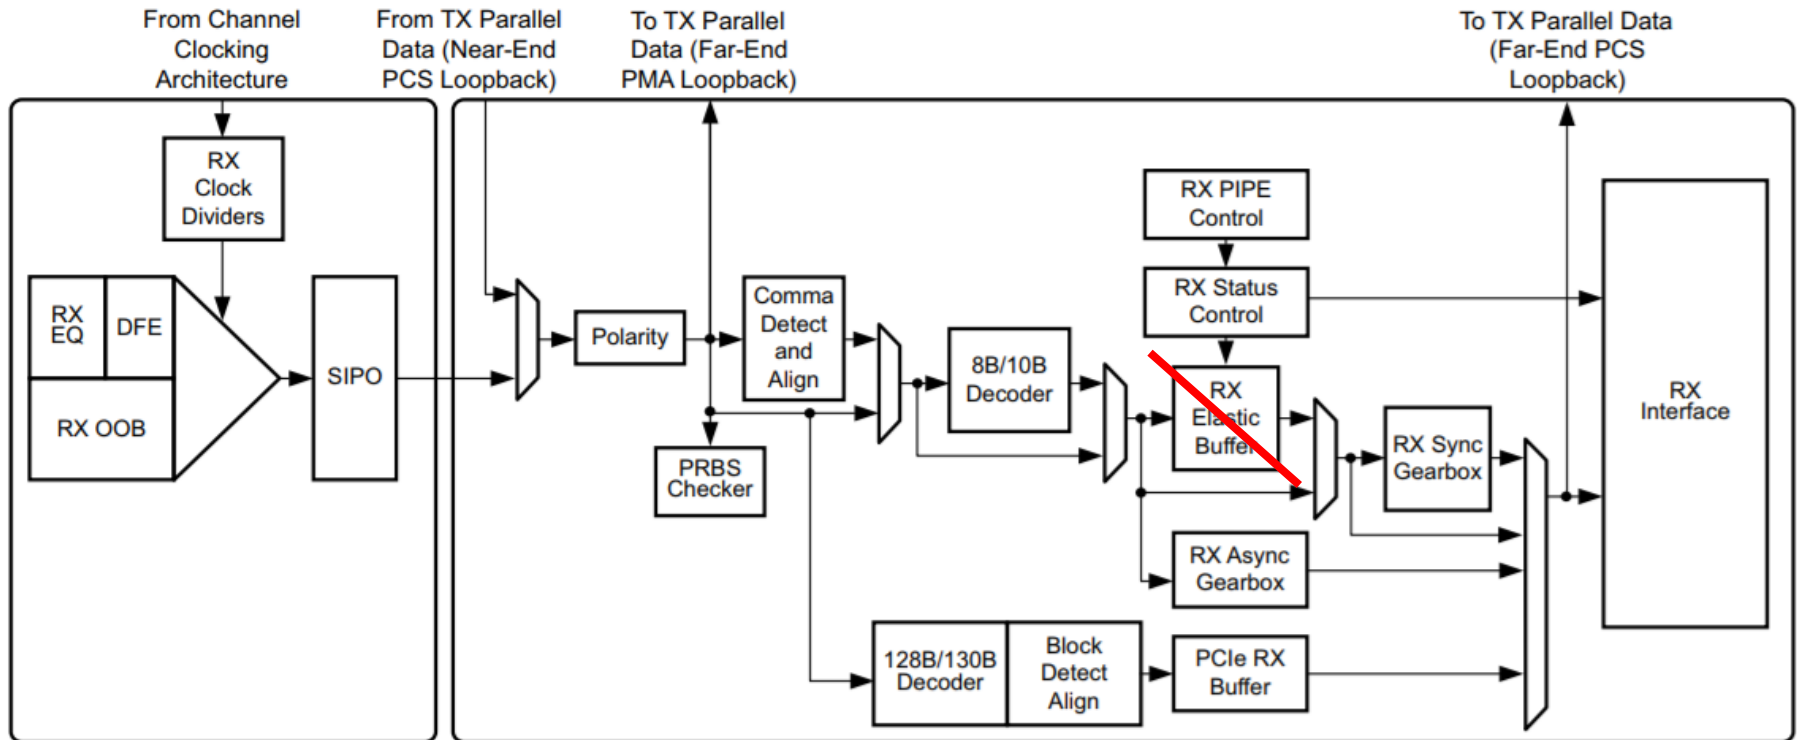 From Channel
Clocking
Architecture
From TX Parallel
Data (Near-End
PCS Loopback)
To TX Parallel
Data (Far-End
PMA Loopback)
To TX Parallel Data
(Far-End PCS
Loopback)
RX
Clock
Dividers
RX
EQ
DFE
RX OOB
SIPO
Polarity
Comma
Detect
and
Align
PRBS
Checker
8B/10B
Decoder
RX PIPE
Control
RX Status
Control
RX
Elastic
Buffer
RX Sync
Gearbox
RX Async
Gearbox
128B/130B
Decoder
Block
Detect
Align
PCIe RX
Buffer
RX
Interface